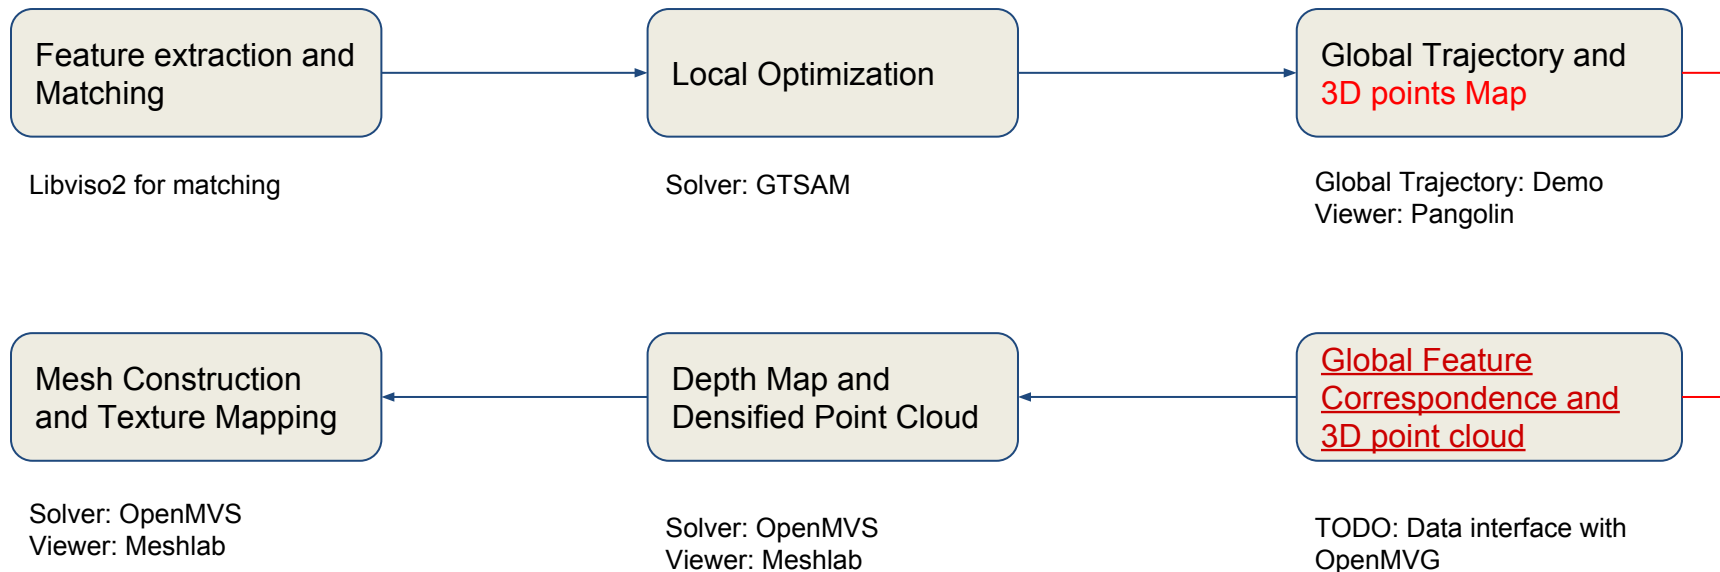 Feature extraction and
Matching
Local Optimization
Global Trajectory and
3D points Map
Libviso2 for matching
Solver: GTSAM
Global Trajectory: Demo
Viewer: Pangolin
Mesh Construction
and Texture Mapping
Depth Map and
Densified Point Cloud
Global Feature
Correspondence and
3D point cloud
Solver: OpenMVS
Viewer: Meshlab
Solver: OpenMVS
Viewer: Meshlab
TODO: Data interface with
OpenMVG